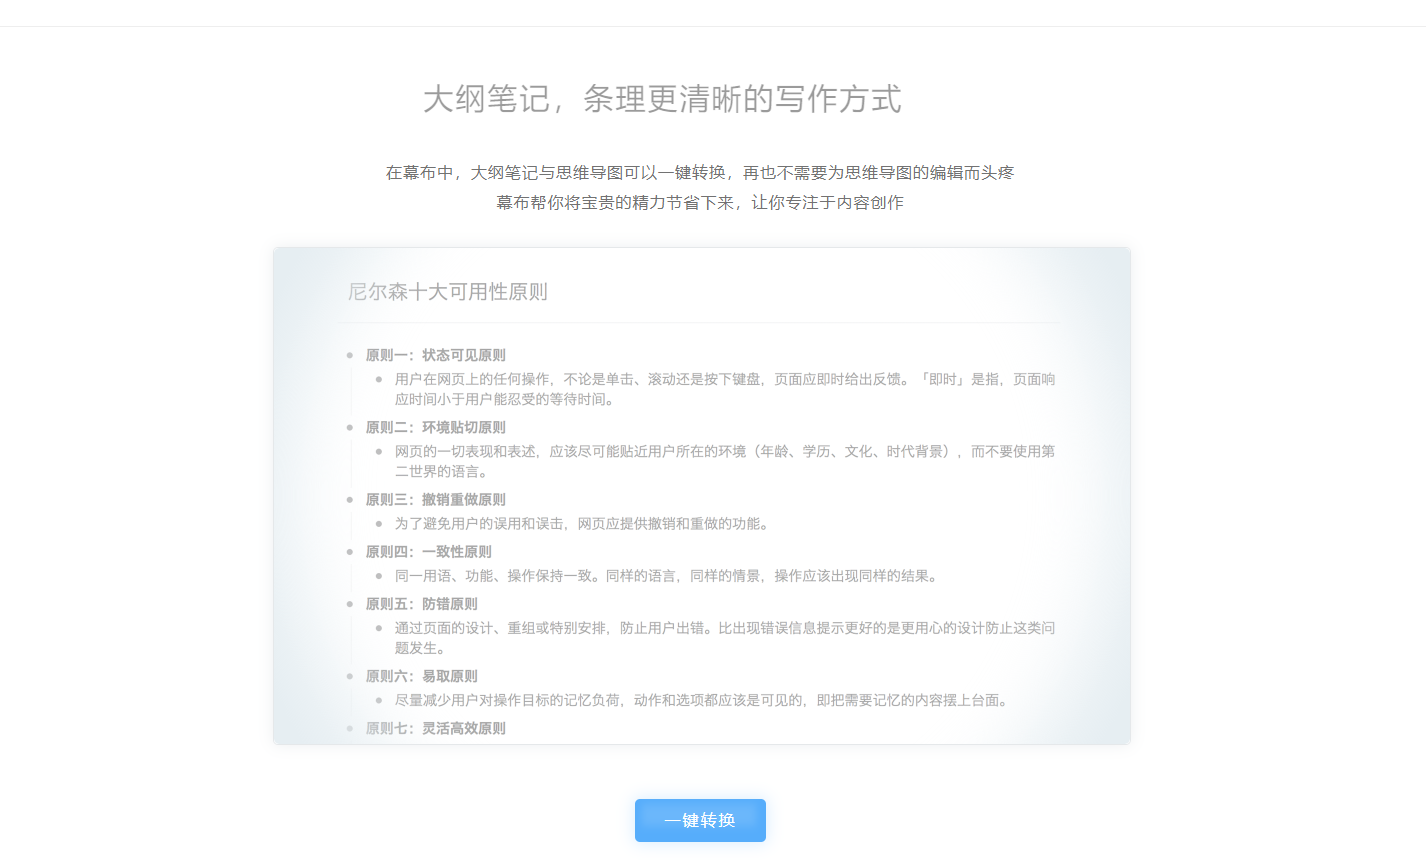 大纲笔记，条理更清晰的写作方式
在幕布中，大纲笔记与思维导图可以一键转换，再也不需要为思维导图的编辑而头疼
幕布帮你将宝贵的精力节省下来，让你专注于内容创作
尼尔森十大可用性原则
原则一：状态可见原则
用户在网页上的任何操作，不论是单击、滚动还是按下键盘，页面应即时给出反馈。「即时」是指，页面响
应时间小于用户能忍受的等待时间。
原则二：环境贴切原则
网页的一切表现和表述，应该尽可能贴近用户所在的环境（年龄、学历、文化、时代背景），而不要使用第
二世界的语言。
原则三：撤销重做原则
为了避免用户的误用和误击，网页应提供撤销和重做的功能。
原则四：一致性原则
同一用语、功能、操作保持一致。同样的语言，同样的情景，操作应该出现同样的结果。
原则五：防错原则
通过页面的设计、重组或特别安排，防止用户出错。比出现错误信息提示更好的是更用心的设计防止这类问
题发生。
原则六：易取原则
尽量减少用户对操作目标的记忆负荷，动作和选项都应该是可见的，即把需要记忆的内容摆上台面。
原则七：灵活高效原则
一键转换